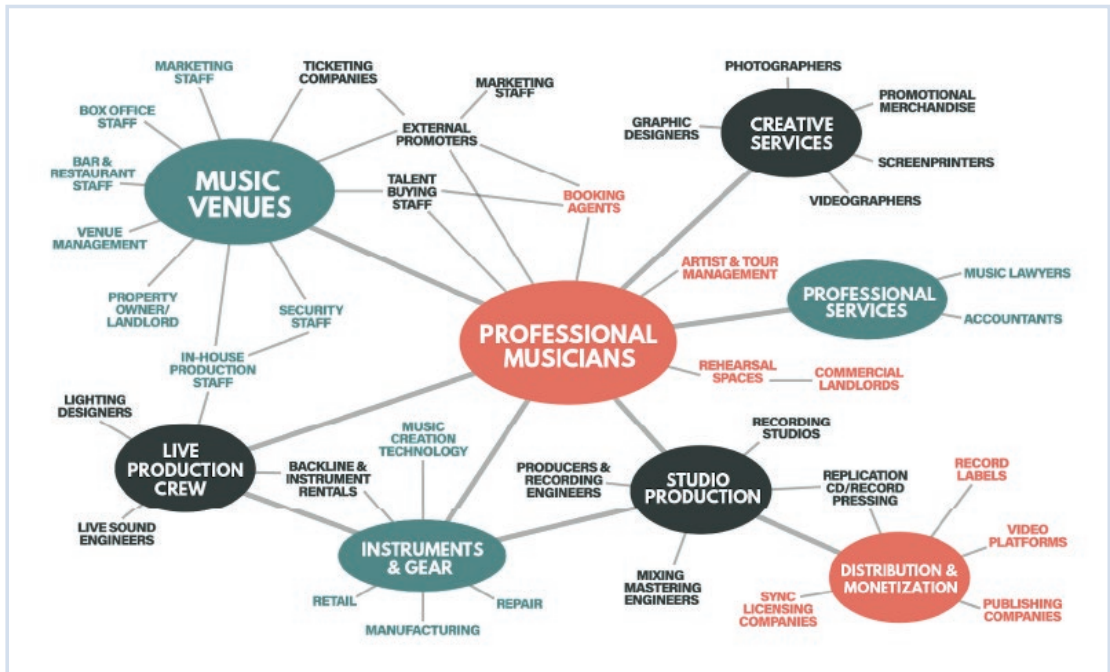 MARKETING
STAFF
TICKETING
COMPANIES
MARKETING
STAFF
BOX OFFICE
STAFF
EXTERNAL
PROMOTERS
BAR &
RESTAURANT
STAFF
MUSIC
VENUES
TALENT
BUYING
STAFF
BOOKING
AGENTS
VENUE
MANAGEMENT
PROPERTY
OWNER/
LANDLORD
SECURITY
STAFF
IN-HOUSE
PRODUCTION
STAFF
PHOTOGRAPHERS
PROMOTIONAL
MERCHANDISE
GRAPHIC
DESIGNERS
CREATIVE
SERVICES
SCREENPRINTERS
VIDEOGRAPHERS
ARTIST & TOUR
MANAGEMENT
PROFESSIONAL
SERVICES
MUSIC LAWYERS
ACCOUNTANTS
PROFESSIONAL
MUSICIANS
REHEARSAL
SPACES
COMMERCIAL
LANDLORDS
LIGHTING
DESIGNERS
LIVE
PRODUCTION
CREW
LIVE SOUND
ENGINEERS
BACKLINE &
INSTRUMENT
RENTALS
MUSIC
CREATION
TECHNOLOGY
INSTRUMENTS
& GEAR
RETAIL
MANUFACTURING
REPAIR
PRODUCERS &
RECORDING
ENGINEERS
RECORDING
STUDIOS
STUDIO
PRODUCTION
MIXING
MASTERING
ENGINEERS
REPLICATION
CD/RECORD
PRESSING
RECORD
LABELS
VIDEO
PLATFORMS
DISTRIBUTION &
MONETIZATION
SYNC
LICENSING
COMPANIES
PUBLISHING
COMPANIES